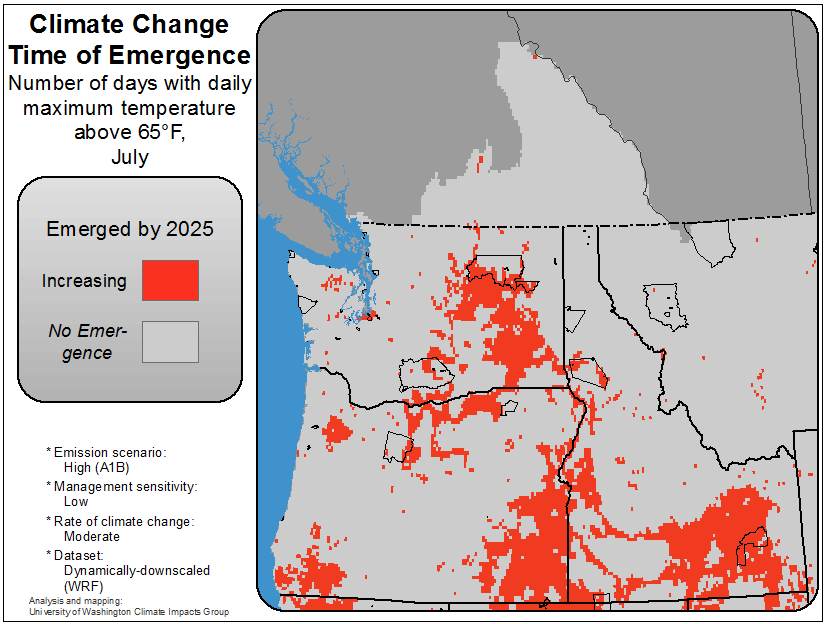 Climate Change
Time of Emergence
Number of days with daily
maximum temperature
above 65°F,
July
Emerged by 2025
Increasing
No Emer-
gence
* Emission scenario:
High (A1B)
* Management sensitivity:
Low
* Rate of climate change:
Moderate
* Dataset:
Dynamically-downscaled
(WRF)
Analysis and mapping:
University of Washington Climate Impacts Group